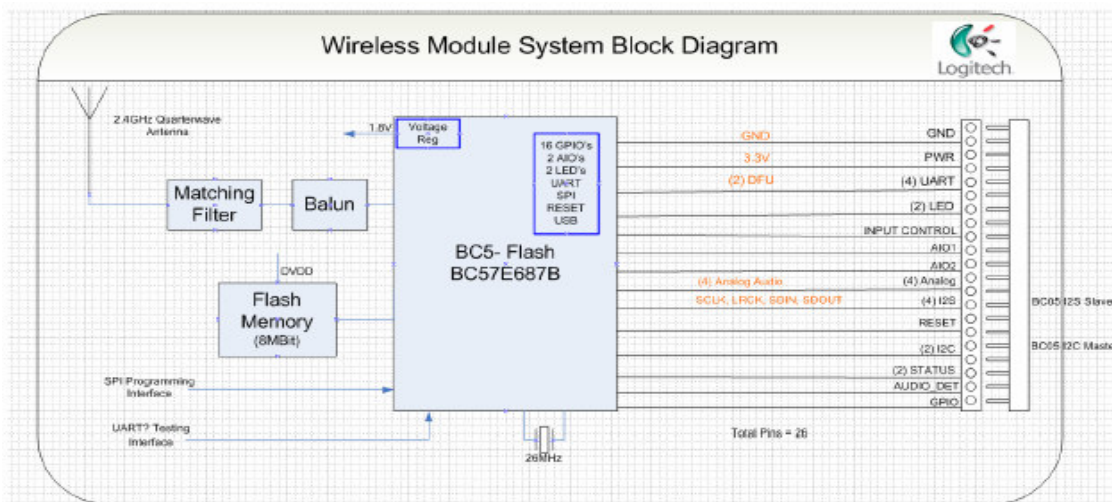 Wireless Module System Block Diagram
Logitech
2.4GHz Quarterwave
Antenna
1.8V
Voltage
Reg
16 GPIO's
2 AIO's
2 LED's
UART
SPI
RESET
USB
Matching
Filter
Balun
BC5- Flash
BC57E687B
DVDD
Flash
Memory
(8MBit)
SPI Programming
Interface
UART? Testing
Interface
26MHz
GND
GND
3.3V
PWR
(2) DFU
(4) UART
(2) LED
INPUT CONTROL
AIO1
AIO2
(4) Analog Audio
(4) Analog
SCLK, LRCK, SDIN, SDOUT
(4) I2S
BC05 I2S Slave
RESET
(2) I2C
BC05 I2C Maste
(2) STATUS
AUDIO_DET
GPIO
Total Pins = 26